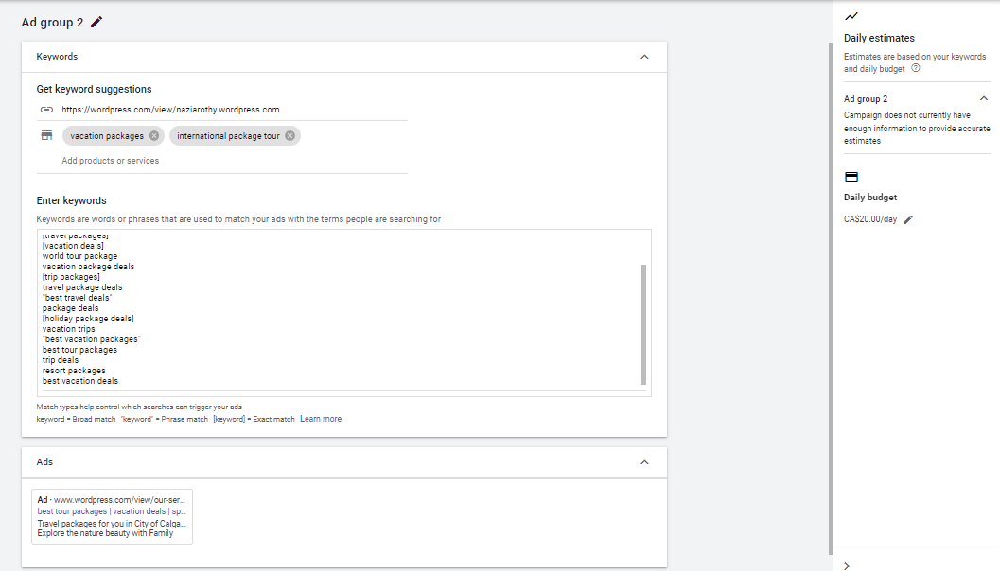 Ad group 2
Keywords
Get keyword suggestions
https://wordpress.com/view/naziarothy.wordpress.com
vacation packages
international package tour
Add products or services
Enter keywords
Keywords are words or phrases that are used to match your ads with the terms people are searching for
[travel packages]
[vacation deals]
world tour package
vacation package deals
[trip packages]
travel package deals
"best travel deals"
package deals
[holiday package deals]
vacation trips
"best vacation packages"
best tour packages
trip deals
resort packages
best vacation deals
Match types help control which searches can trigger your ads
keyword = Broad match "keyword" = Phrase match [keyword] = Exact match Learn more
Ads
Ad · www.wordpress.com/view/our-ser...
best tour packages | vacation deals | sp...
Travel packages for you in City of Calga...
Explore the nature beauty with Family
Daily estimates
Estimates are based on your keywords
and daily budget
Ad group 2
Campaign does not currently have
enough information to provide accurate
estimates
Daily budget
CA$20.00/day